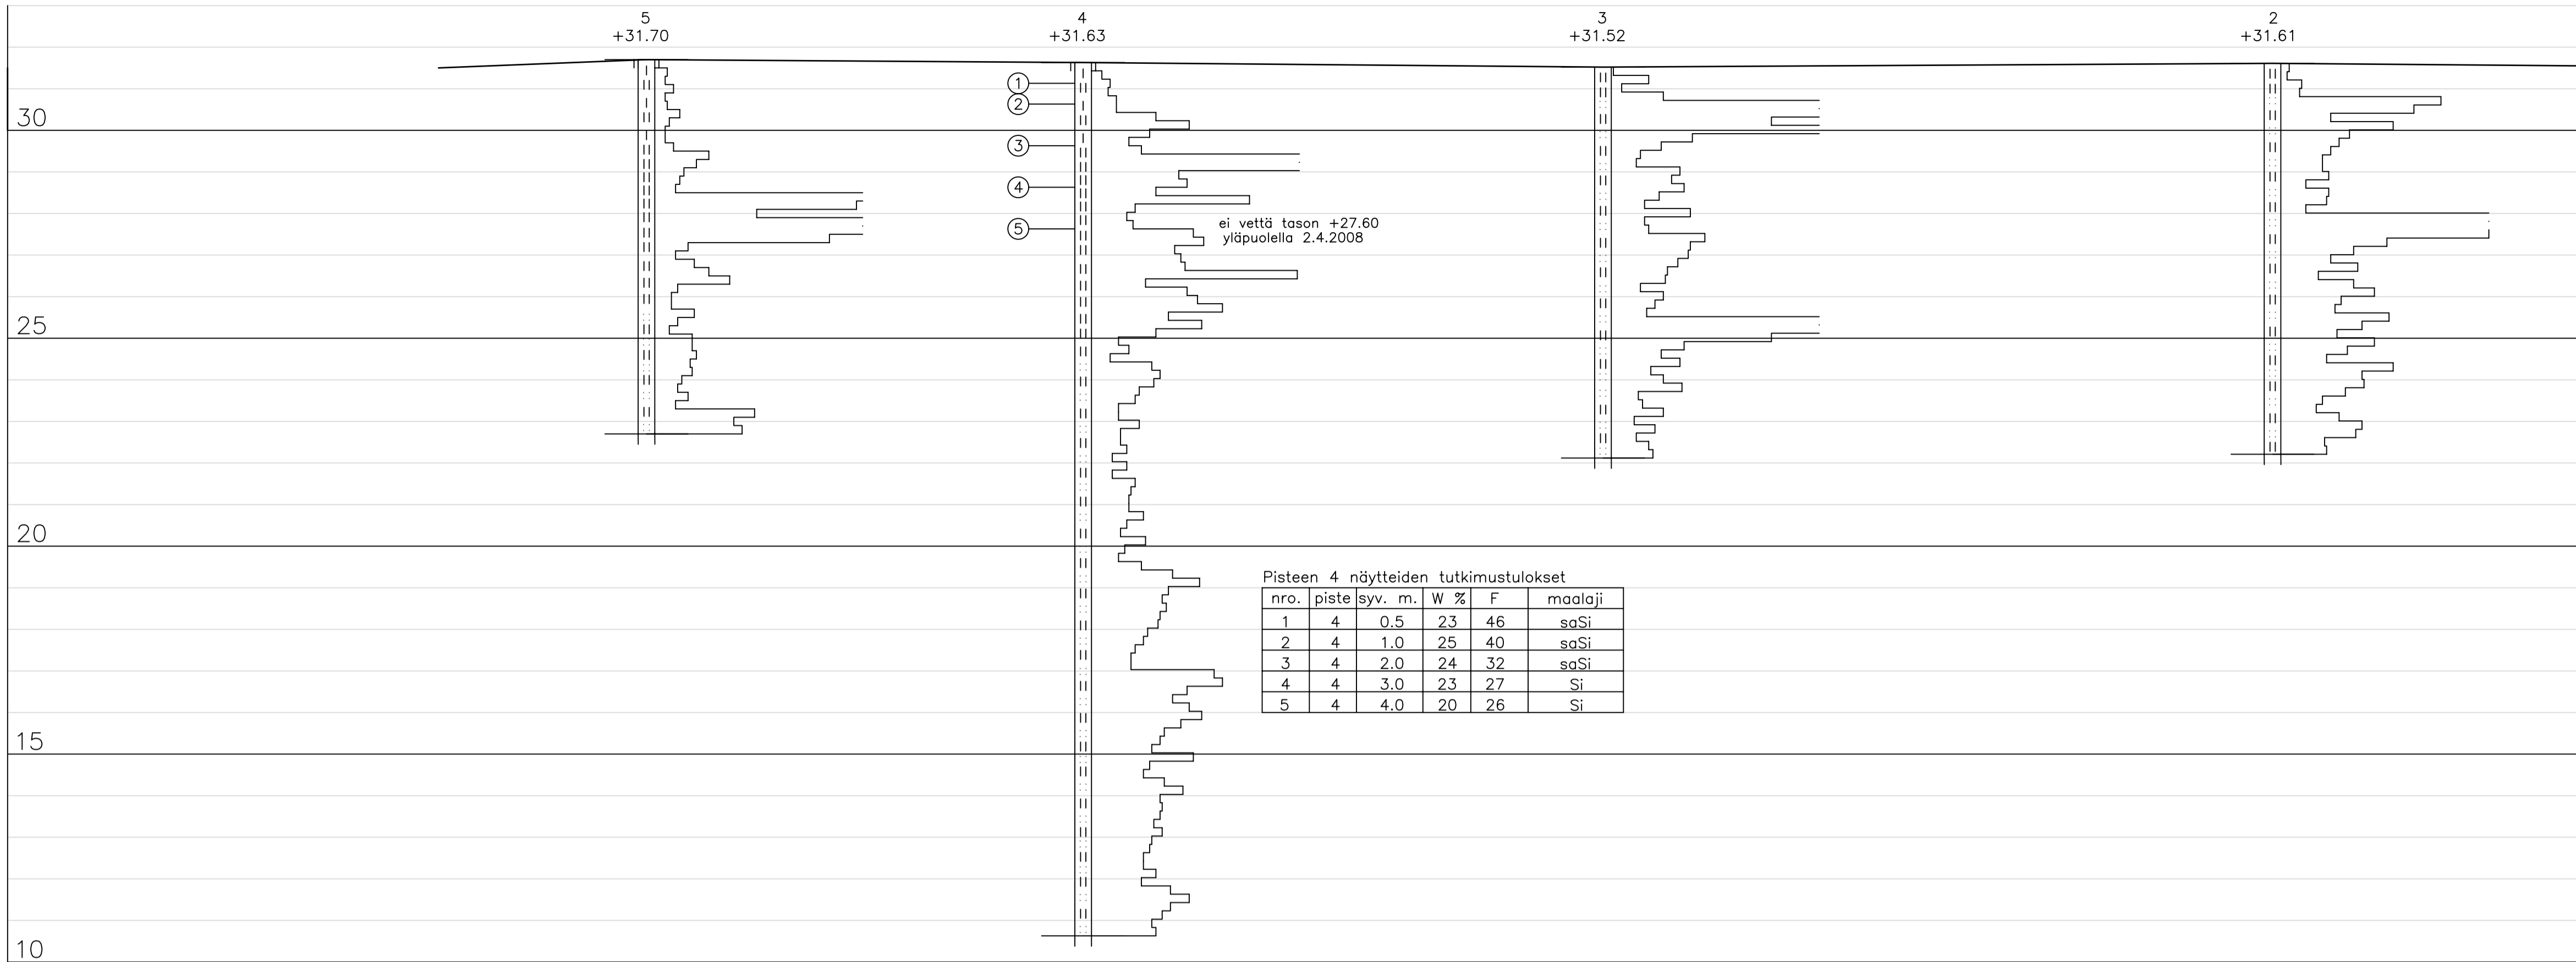 5
+31.70
4
+31.63
3
+31.52
2
+31.61
1
2
30
3
4
5
ei vettä tason +27.60
yläpuolella 2.4.2008
25
20
Pisteen 4 näytteiden tutkimustulokset
nro. piste syv. m. W % F maalaji
1 4 0.5 23 46 saSi
2 4 1.0 25 40 saSi
3 4 2.0 24 32 saSi
4 4 3.0 23 27 Si
5 4 4.0 20 26 Si
15
10